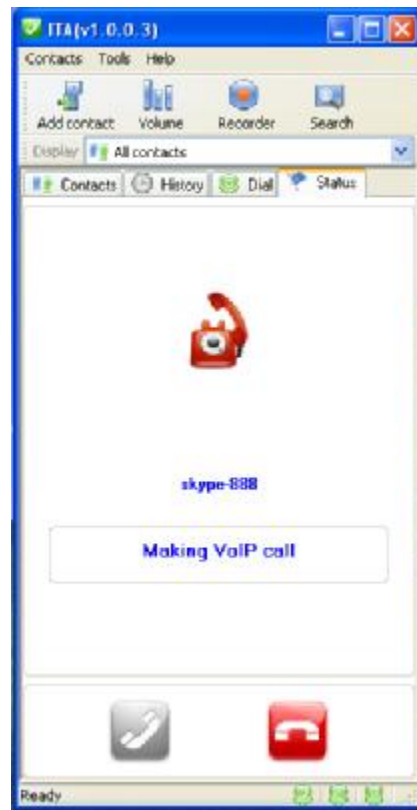 ITA(v1.0.0.3)
Contacts Tools Help
Add contact Volume Recorder Search
Display All contacts
Contacts History Dial Status
skype-888
Making VoIP call
Ready